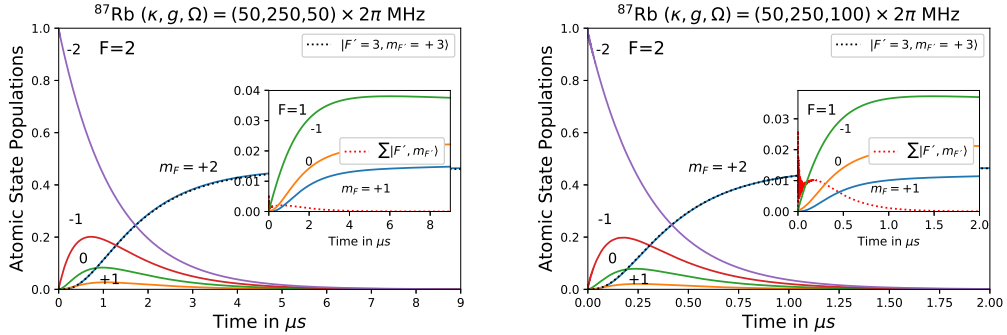 ⁸⁷Rb (κ, g, Ω) = (50,250,50) × 2π MHz
Atomic State Populations
1.0
0.8
0.6
0.4
0.2
0.0
-2
F=2
|F´ = 3, m_F´ = +3⟩
m_F = +2
-1
0
+1
0.04
0.03
0.02
0.01
0.00
F=1
-1
0
∑|F´, m_F´⟩
m_F = +1
0 2 4 6 8
Time in μs
0 1 2 3 4 5 6 7 8 9
Time in μs
⁸⁷Rb (κ, g, Ω) = (50,250,100) × 2π MHz
Atomic State Populations
1.0
0.8
0.6
0.4
0.2
0.0
-2
F=2
|F´ = 3, m_F´ = +3⟩
m_F = +2
-1
0
+1
0.03
0.02
0.01
0.00
F=1
-1
0
∑|F´, m_F´⟩
m_F = +1
0.0 0.5 1.0 1.5 2.0
Time in μs
0.00 0.25 0.50 0.75 1.00 1.25 1.50 1.75 2.00
Time in μs